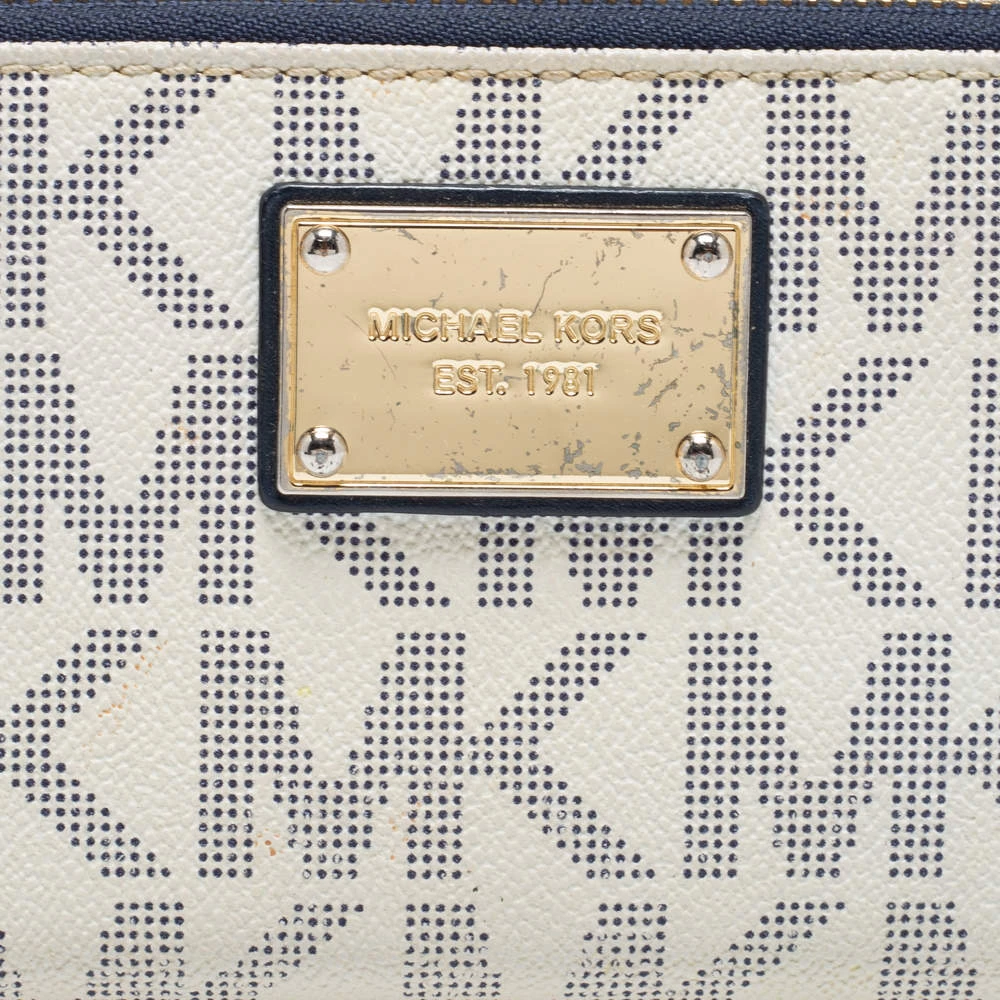 MICHAEL KORS
EST. 1981